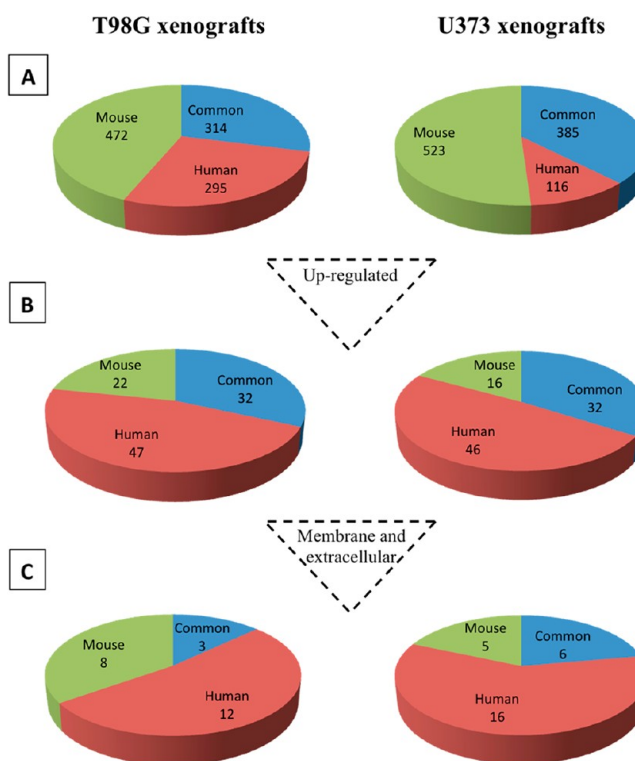 T98G xenografts
U373 xenografts
A
Mouse
472
Common
314
Human
295
Mouse
523
Common
385
Human
116
Up-regulated
B
Mouse
22
Common
32
Human
47
Mouse
16
Common
32
Human
46
Membrane and
extracellular
C
Mouse
8
Common
3
Human
12
Mouse
5
Common
6
Human
16